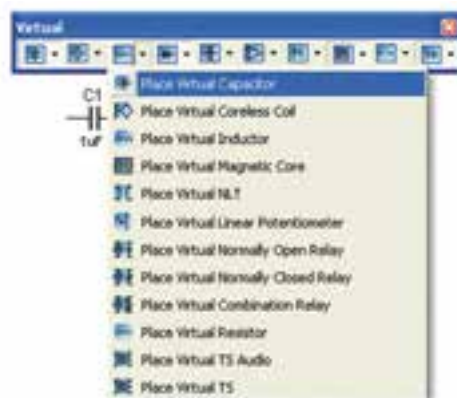 Virtual
C1
1uF
Place Virtual Capacitor
Place Virtual Coreless Coil
Place Virtual Inductor
Place Virtual Magnetic Core
Place Virtual NLT
Place Virtual Linear Potentiometer
Place Virtual Normally Open Relay
Place Virtual Normally Closed Relay
Place Virtual Combination Relay
Place Virtual Resistor
Place Virtual TS Audio
Place Virtual TS